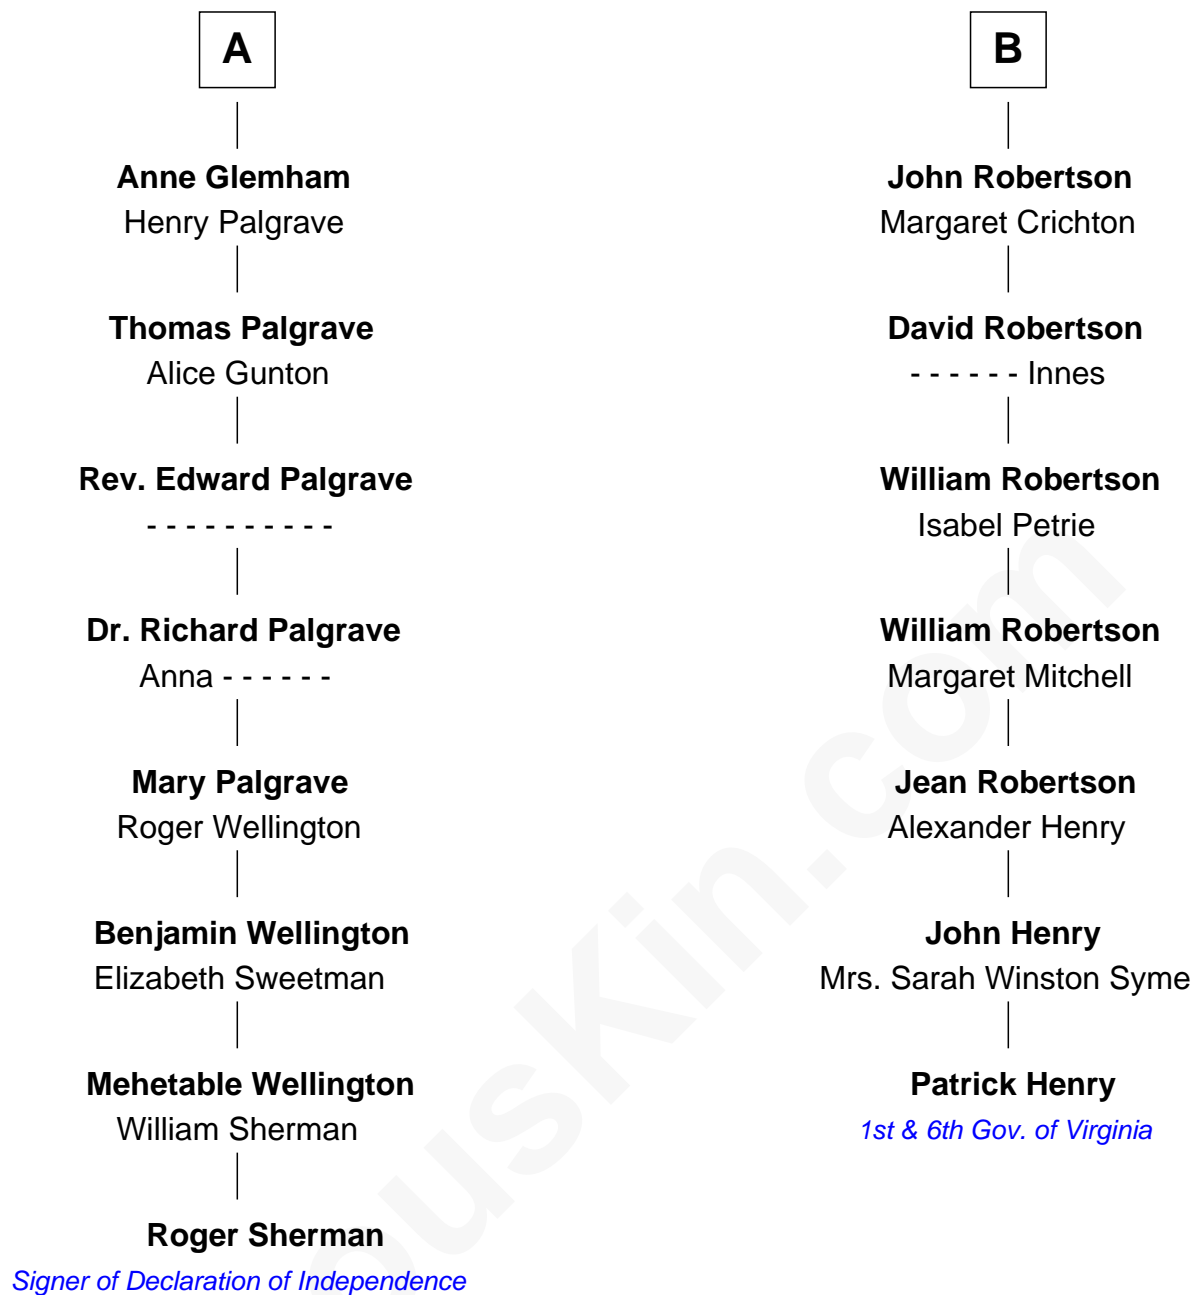 A
Anne Glemham
Henry Palgrave
Thomas Palgrave
Alice Gunton
Rev. Edward Palgrave
- - - - - - - - - -
Dr. Richard Palgrave
Anna - - - - - -
Mary Palgrave
Roger Wellington
Benjamin Wellington
Elizabeth Sweetman
Mehetable Wellington
William Sherman
Roger Sherman
Signer of Declaration of Independence
B
John Robertson
Margaret Crichton
David Robertson
- - - - - - Innes
William Robertson
Isabel Petrie
William Robertson
Margaret Mitchell
Jean Robertson
Alexander Henry
John Henry
Mrs. Sarah Winston Syme
Patrick Henry
1st & 6th Gov. of Virginia
ousKin.com